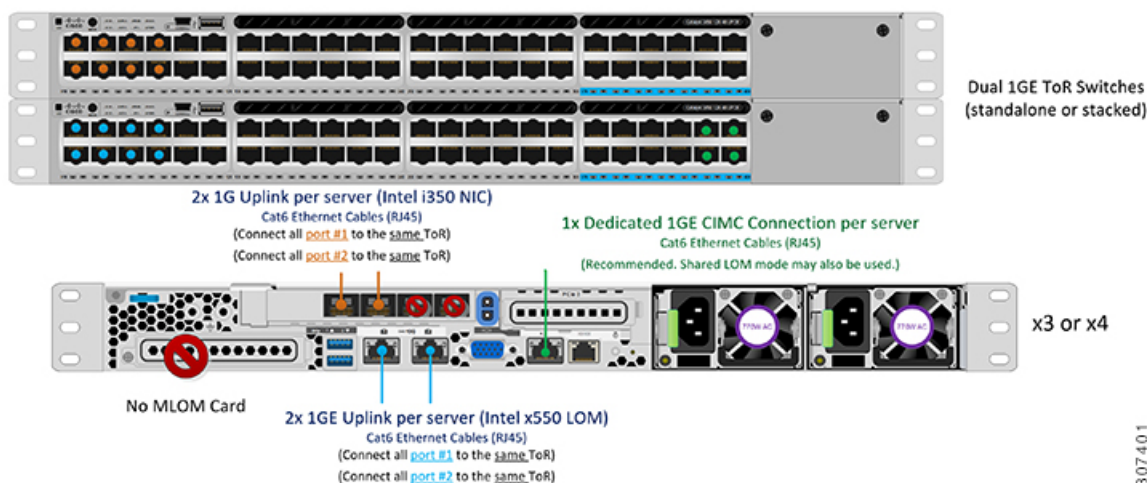 Dual 1GE ToR Switches
(standalone or stacked)
2x 1G Uplink per server (Intel i350 NIC)
Cat6 Ethernet Cables (RJ45)
(Connect all port #1 to the same ToR)
(Connect all port #2 to the same ToR)
1x Dedicated 1GE CIMC Connection per server
Cat6 Ethernet Cables (RJ45)
(Recommended. Shared LOM mode may also be used.)
770W AC
770W AC
x3 or x4
No MLOM Card
2x 1GE Uplink per server (Intel x550 LOM)
Cat6 Ethernet Cables (RJ45)
(Connect all port #1 to the same ToR)
(Connect all port #2 to the same ToR)